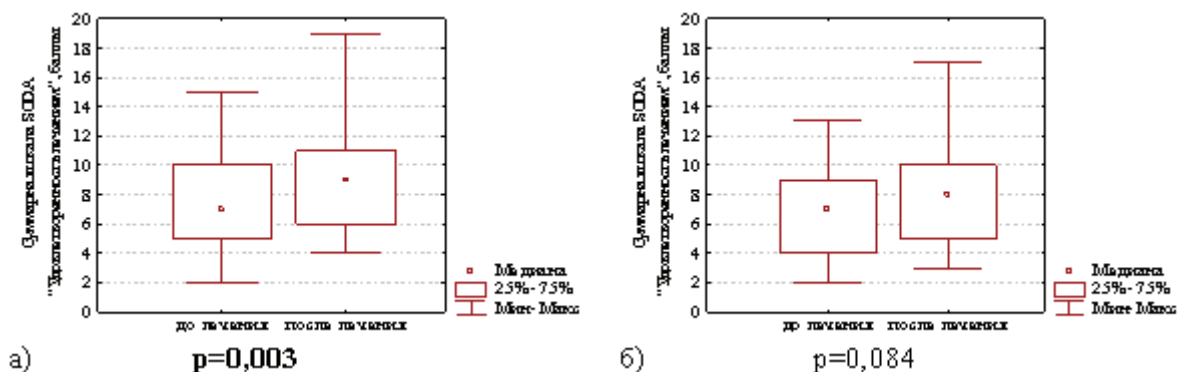 Суммарная шкала SODA
"Удовлетворенность лечением", баллы
20
18
16
14
12
10
8
6
4
2
0
до лечения
после лечения
Медиана
25%-75%
Мин-Макс
а)
p=0,003
Суммарная шкала SODA
"Удовлетворенность лечением", баллы
20
18
16
14
12
10
8
6
4
2
0
до лечения
после лечения
Медиана
25%-75%
Мин-Макс
б)
p=0,084